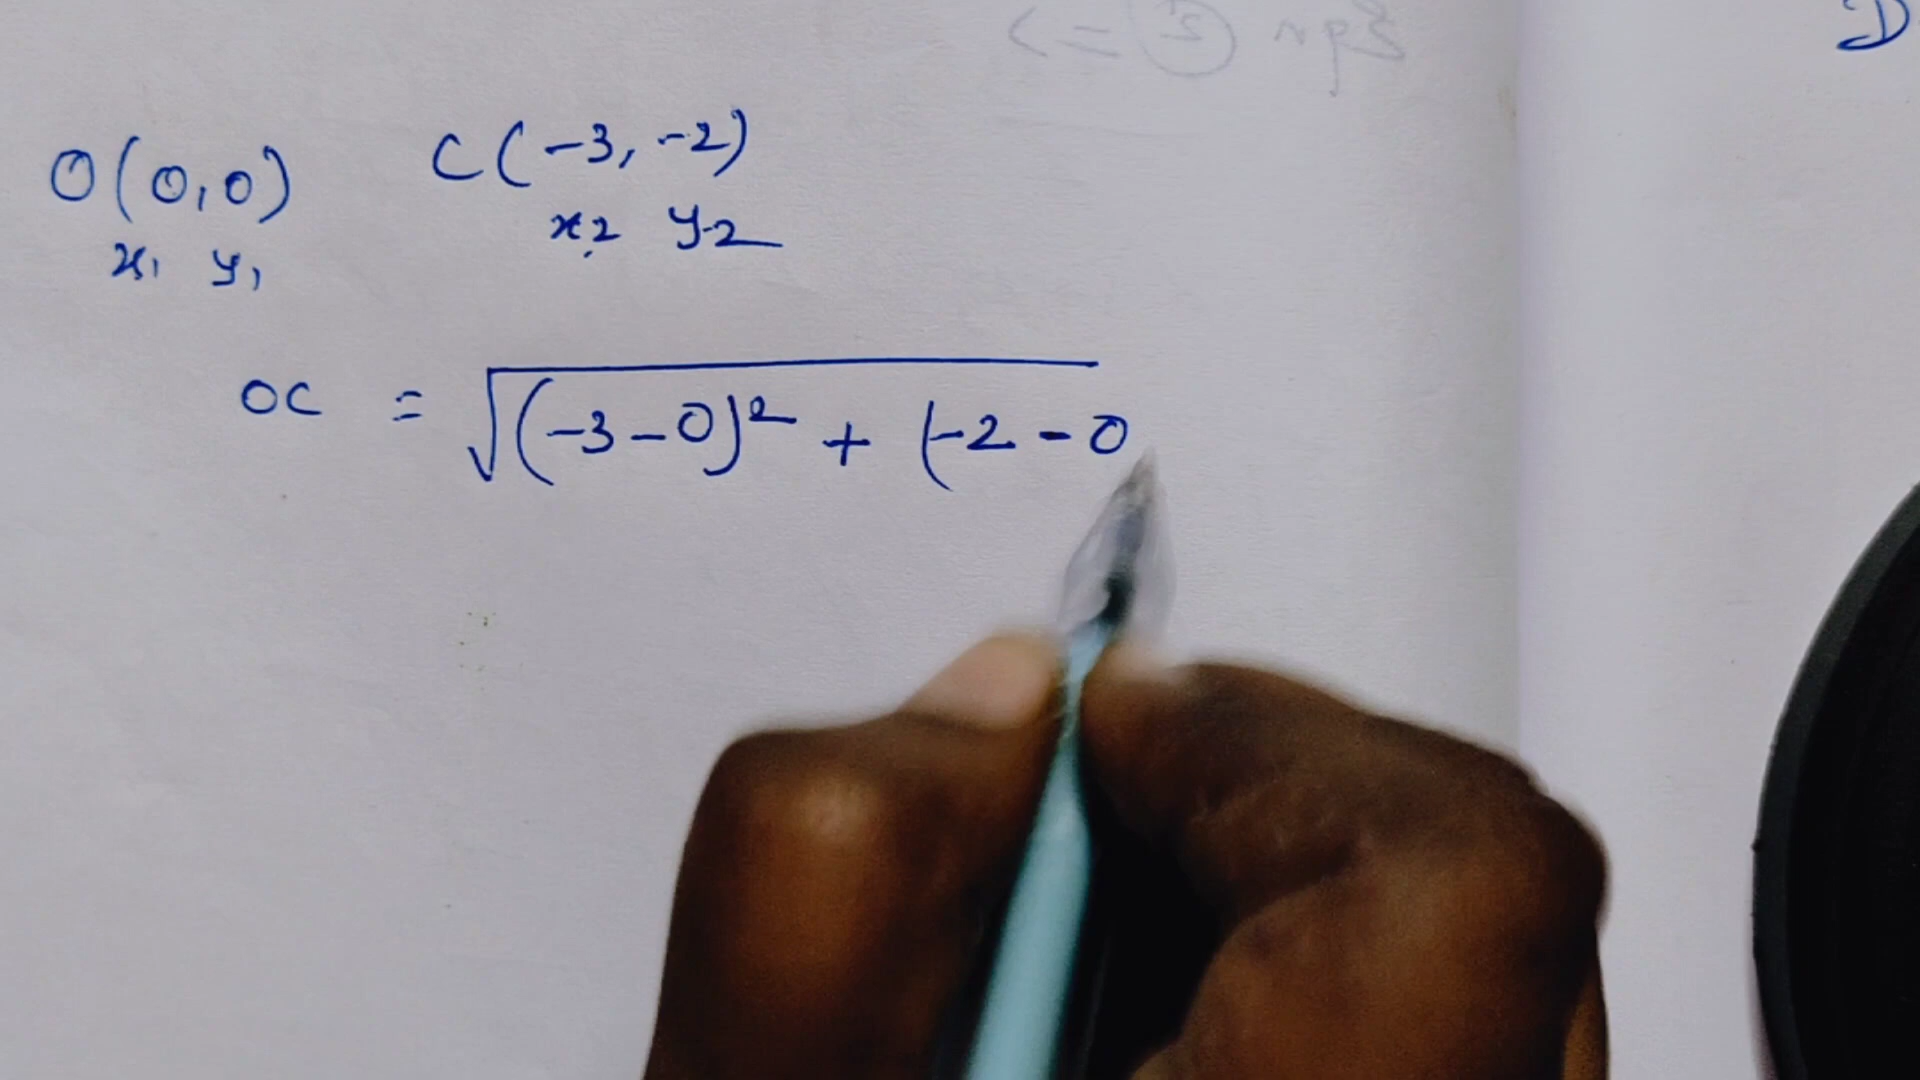 D
O(0,0) C(-3,-2)
x₁ y₁ x₂ y₂
OC = √(-3-0)² + (-2-0